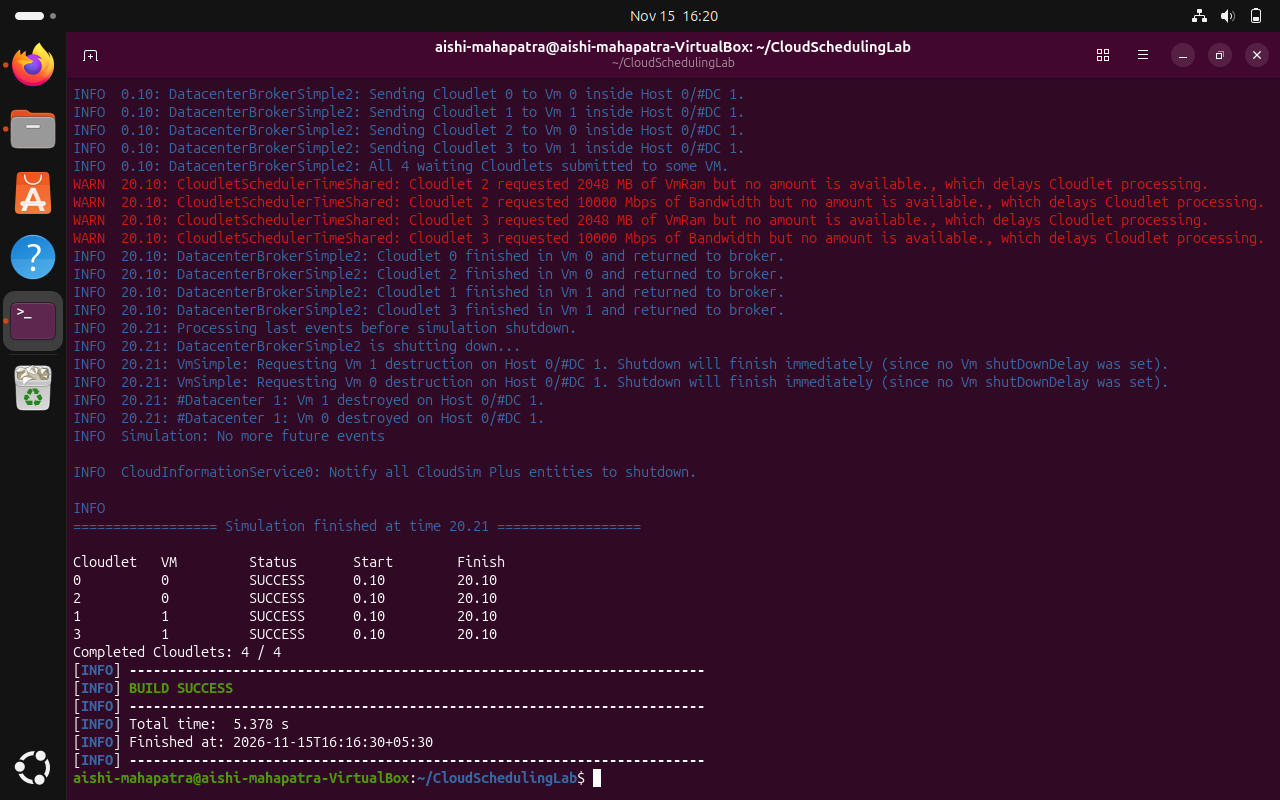 Nov 15  16:20
aishi-mahapatra@aishi-mahapatra-VirtualBox: ~/CloudSchedulingLab
~/CloudSchedulingLab
INFO  0.10: DatacenterBrokerSimple2: Sending Cloudlet 0 to Vm 0 inside Host 0/#DC 1.
INFO  0.10: DatacenterBrokerSimple2: Sending Cloudlet 1 to Vm 1 inside Host 0/#DC 1.
INFO  0.10: DatacenterBrokerSimple2: Sending Cloudlet 2 to Vm 0 inside Host 0/#DC 1.
INFO  0.10: DatacenterBrokerSimple2: Sending Cloudlet 3 to Vm 1 inside Host 0/#DC 1.
INFO  0.10: DatacenterBrokerSimple2: All 4 waiting Cloudlets submitted to some VM.
WARN  20.10: CloudletSchedulerTimeShared: Cloudlet 2 requested 2048 MB of VmRam but no amount is available., which delays Cloudlet processing.
WARN  20.10: CloudletSchedulerTimeShared: Cloudlet 2 requested 10000 Mbps of Bandwidth but no amount is available., which delays Cloudlet processing.
WARN  20.10: CloudletSchedulerTimeShared: Cloudlet 3 requested 2048 MB of VmRam but no amount is available., which delays Cloudlet processing.
WARN  20.10: CloudletSchedulerTimeShared: Cloudlet 3 requested 10000 Mbps of Bandwidth but no amount is available., which delays Cloudlet processing.
INFO  20.10: DatacenterBrokerSimple2: Cloudlet 0 finished in Vm 0 and returned to broker.
INFO  20.10: DatacenterBrokerSimple2: Cloudlet 2 finished in Vm 0 and returned to broker.
INFO  20.10: DatacenterBrokerSimple2: Cloudlet 1 finished in Vm 1 and returned to broker.
INFO  20.10: DatacenterBrokerSimple2: Cloudlet 3 finished in Vm 1 and returned to broker.
INFO  20.21: Processing last events before simulation shutdown.
INFO  20.21: DatacenterBrokerSimple2 is shutting down...
INFO  20.21: VmSimple: Requesting Vm 1 destruction on Host 0/#DC 1. Shutdown will finish immediately (since no Vm shutDownDelay was set).
INFO  20.21: VmSimple: Requesting Vm 0 destruction on Host 0/#DC 1. Shutdown will finish immediately (since no Vm shutDownDelay was set).
INFO  20.21: #Datacenter 1: Vm 1 destroyed on Host 0/#DC 1.
INFO  20.21: #Datacenter 1: Vm 0 destroyed on Host 0/#DC 1.
INFO  Simulation: No more future events
INFO  CloudInformationService0: Notify all CloudSim Plus entities to shutdown.
INFO
================== Simulation finished at time 20.21 ==================
Cloudlet   VM         Status       Start        Finish
0          0          SUCCESS      0.10         20.10
2          0          SUCCESS      0.10         20.10
1          1          SUCCESS      0.10         20.10
3          1          SUCCESS      0.10         20.10
Completed Cloudlets: 4 / 4
[INFO] ------------------------------------------------------------------------
[INFO] BUILD SUCCESS
[INFO] ------------------------------------------------------------------------
[INFO] Total time:  5.378 s
[INFO] Finished at: 2026-11-15T16:16:30+05:30
[INFO] ------------------------------------------------------------------------
aishi-mahapatra@aishi-mahapatra-VirtualBox:~/CloudSchedulingLab$